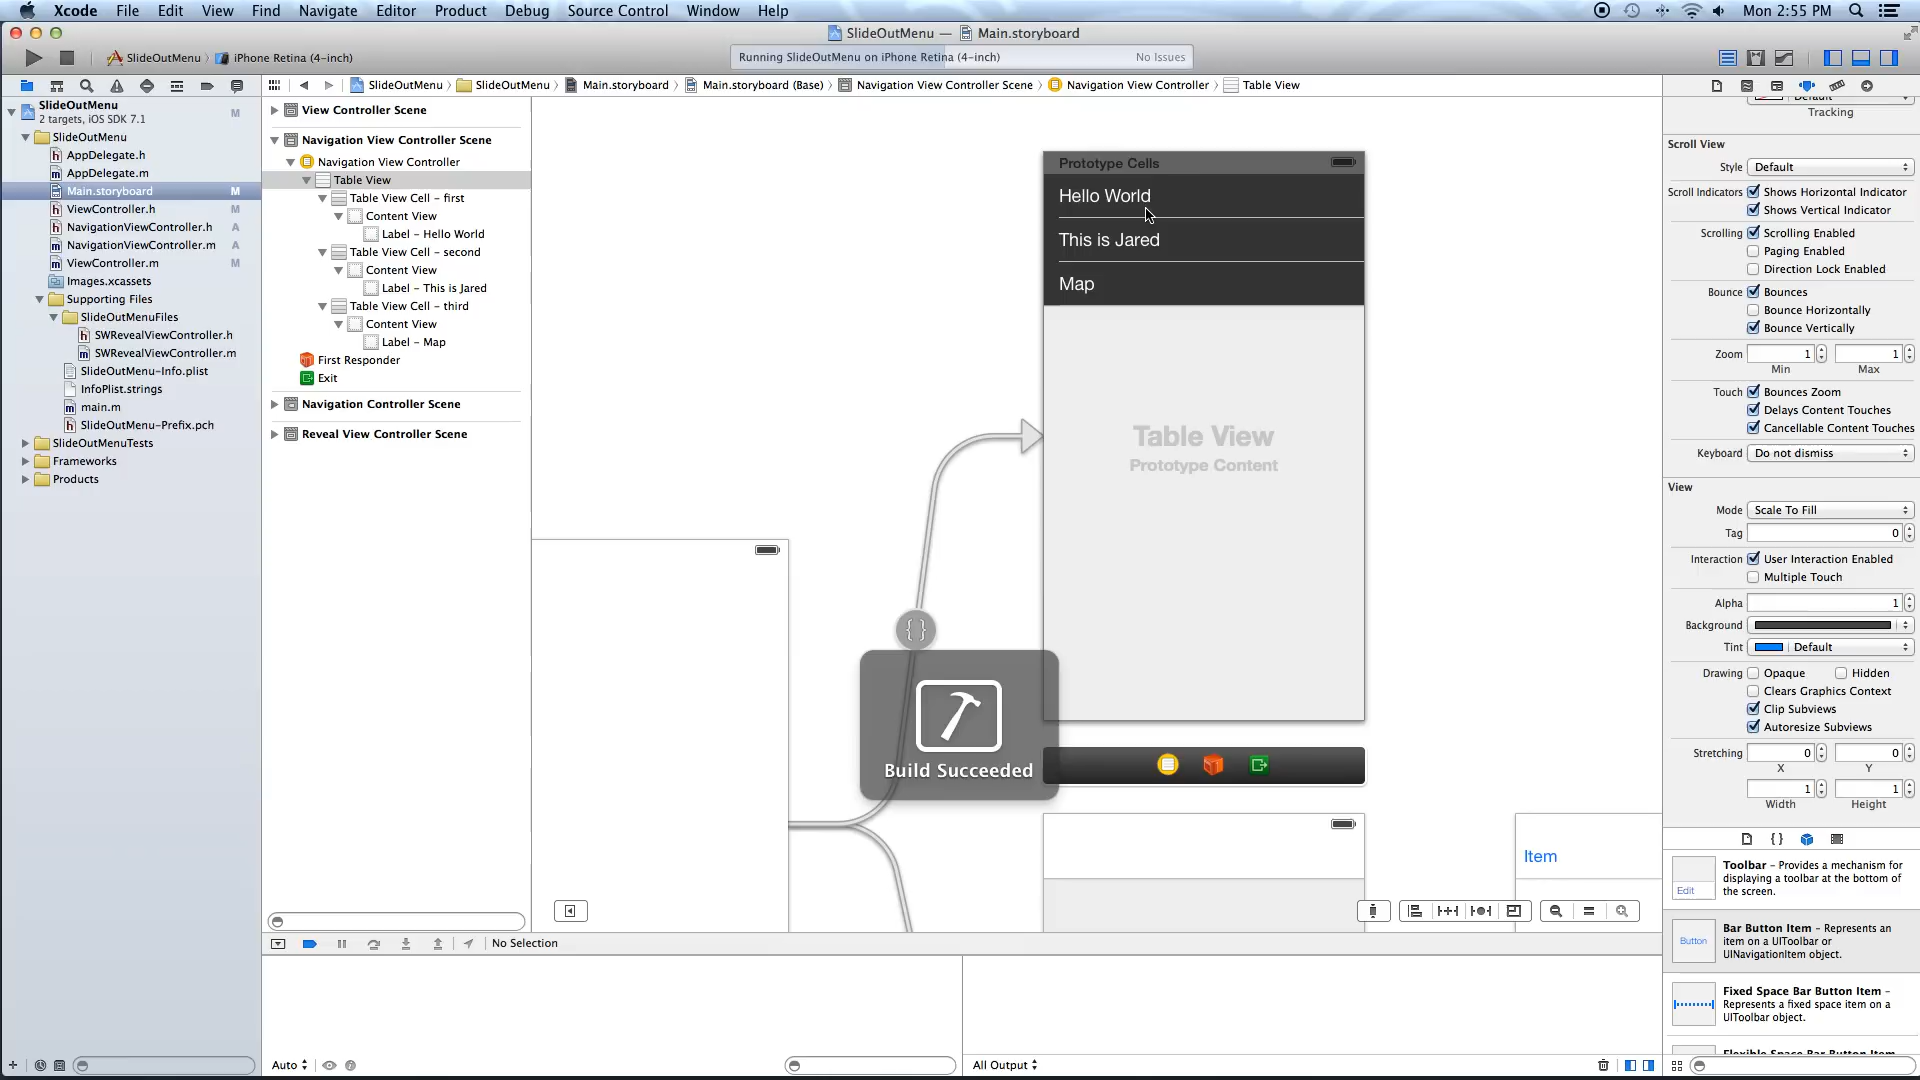 Xcode File Edit View Find Navigate Editor Product Debug Source Control Window Help Mon 2:55 PM
SlideOutMenu — Main.storyboard
SlideOutMenu iPhone Retina (4-inch) Running SlideOutMenu on iPhone Retina (4-inch) No Issues
SlideOutMenu SlideOutMenu Main.storyboard Main.storyboard (Base) Navigation View Controller Scene Navigation View Controller Table View
SlideOutMenu
2 targets, iOS SDK 7.1
M
SlideOutMenu
AppDelegate.h
AppDelegate.m
Main.storyboard M
ViewController.h M
NavigationViewController.h A
NavigationViewController.m A
ViewController.m M
Images.xcassets
Supporting Files
SlideOutMenuFiles
SWRevealViewController.h
SWRevealViewController.m
SlideOutMenu-Info.plist
InfoPlist.strings
main.m
SlideOutMenu-Prefix.pch
SlideOutMenuTests
Frameworks
Products
View Controller Scene
Navigation View Controller Scene
Navigation View Controller
Table View
Table View Cell - first
Content View
Label - Hello World
Table View Cell - second
Content View
Label - This is Jared
Table View Cell - third
Content View
Label - Map
First Responder
Exit
Navigation Controller Scene
Reveal View Controller Scene
Prototype Cells
Hello World
This is Jared
Map
Table View
Prototype Content
{ }
Build Succeeded
Item
Tracking
Scroll View
Style Default
Scroll Indicators Shows Horizontal Indicator
Shows Vertical Indicator
Scrolling Scrolling Enabled
Paging Enabled
Direction Lock Enabled
Bounce Bounces
Bounce Horizontally
Bounce Vertically
Zoom 1 1
Min Max
Touch Bounces Zoom
Delays Content Touches
Cancellable Content Touches
Keyboard Do not dismiss
View
Mode Scale To Fill
Tag 0
Interaction User Interaction Enabled
Multiple Touch
Alpha 1
Background
Tint Default
Drawing Opaque Hidden
Clears Graphics Context
Clip Subviews
Autoresize Subviews
Stretching 0 0
X Y
1 1
Width Height
{ }
Edit
Toolbar - Provides a mechanism for
displaying a toolbar at the bottom of
the screen.
Button
Bar Button Item - Represents an
item on a UIToolbar or
UINavigationItem object.
Fixed Space Bar Button Item -
Represents a fixed space item on a
UIToolbar object.
Flexible Space Bar Button Item
No Selection
Auto
All Output